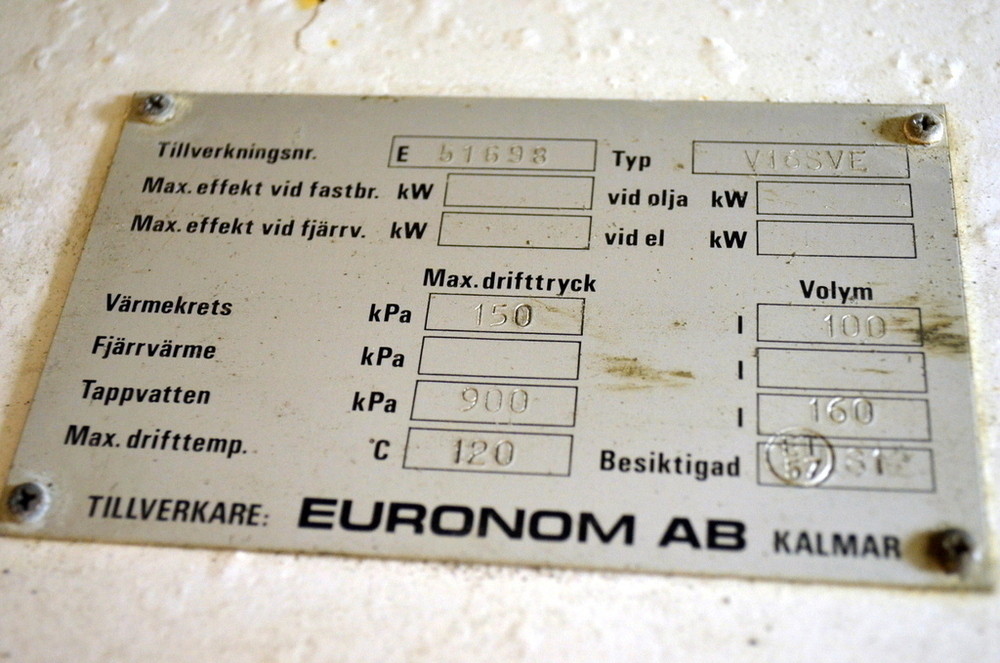 Tillverkningsnr. E 51698 Typ V16SVE
Max. effekt vid fastbr. kW vid olja kW
Max. effekt vid fjärrv. kW vid el kW
Max. drifttryck Volym
Värmekrets kPa 150 l 100
Fjärrvärme kPa l
Tappvatten kPa 900 l 160
Max. drifttemp. °C 120 Besiktigad
TILLVERKARE: EURONOM AB KALMAR